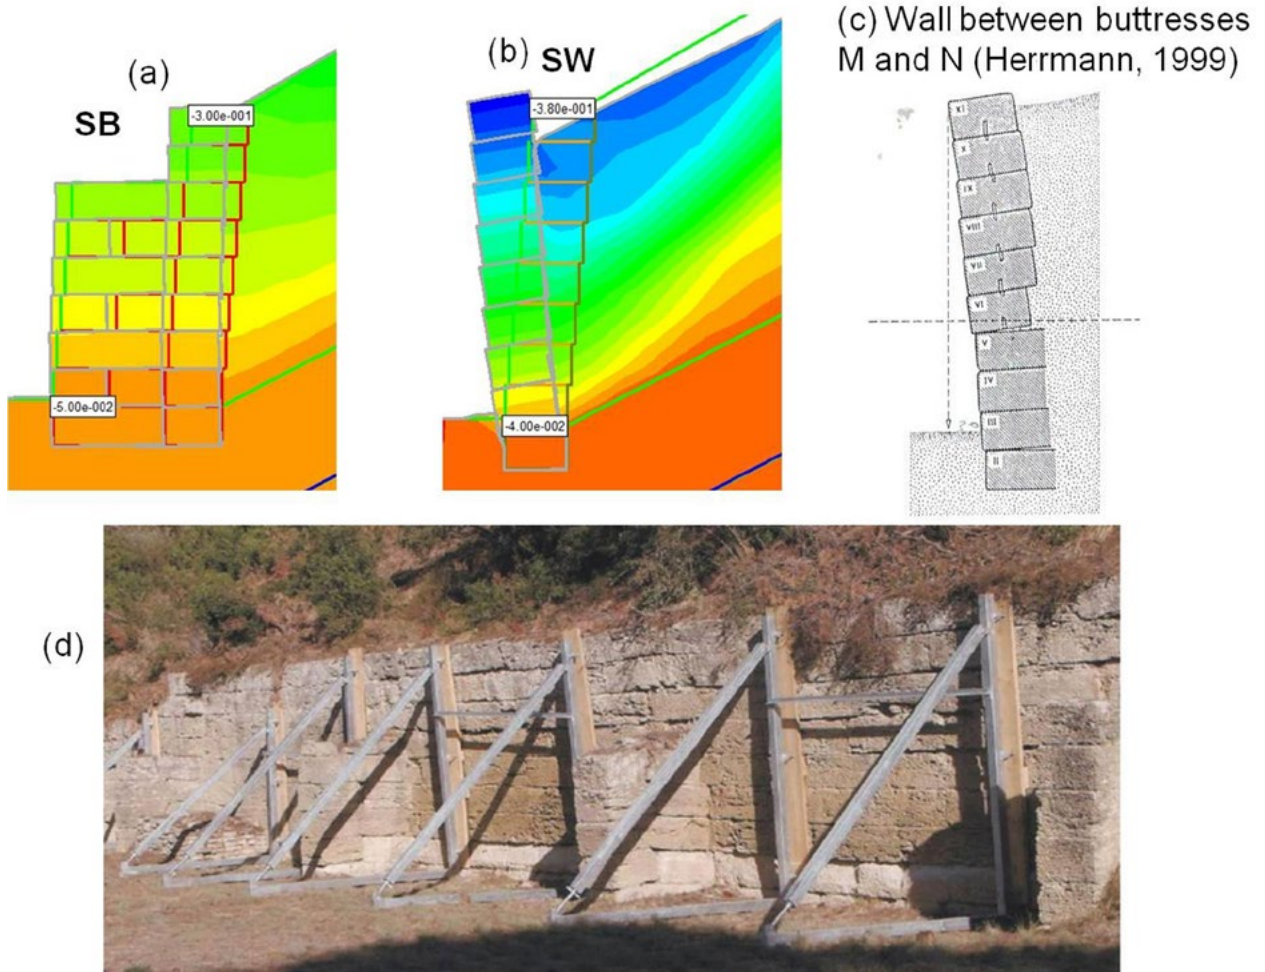 (a)
SB
-3.00e-001
-5.00e-002
(b)
SW
-3.80e-001
-4.00e-002
(c) Wall between buttresses
M and N (Herrmann, 1999)
XI
X
IX
VIII
VII
VI
V
IV
III
II
(d)